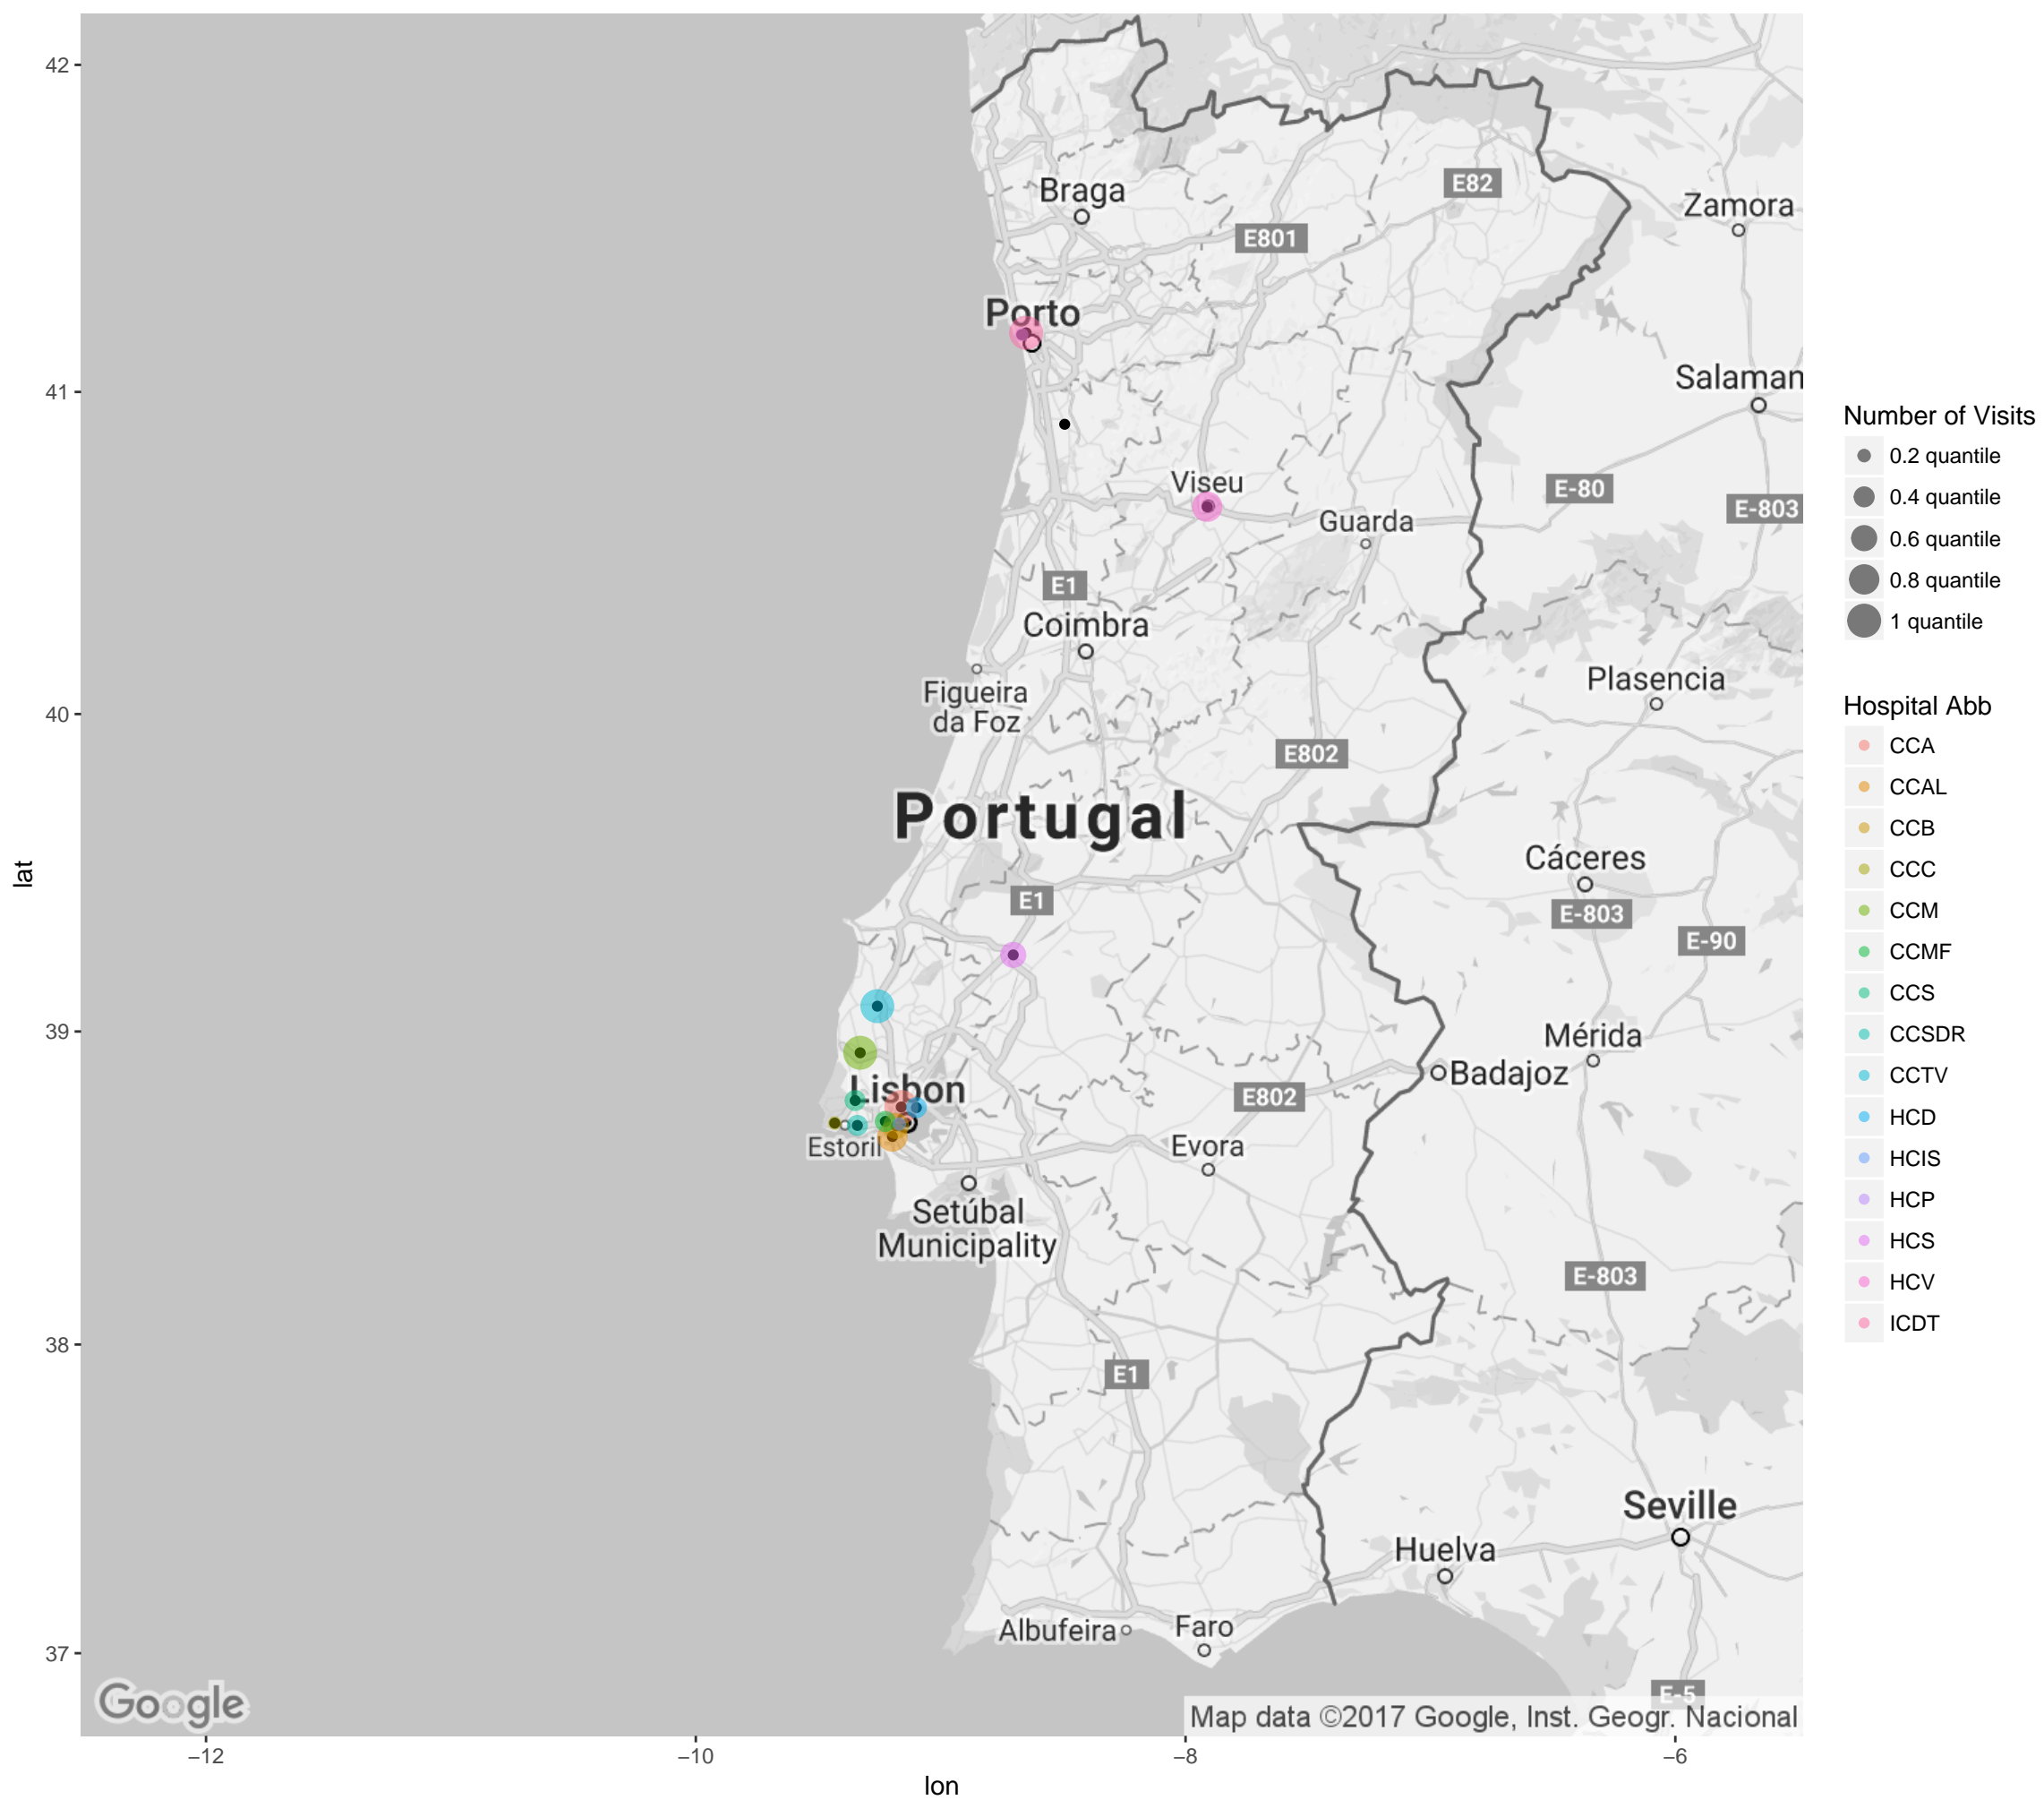 42
41
40
39
38
37
lat
−12
−10
−8
−6
lon
Braga
E82
Zamora
E801
Porto
Salaman
Viseu
E-80
E-803
Guarda
E1
Coimbra
Plasencia
Figueira
da Foz
E802
Portugal
Cáceres
E1
E-803
E-90
Mérida
Badajoz
Lisbon
E802
Estoril
Evora
Setúbal
Municipality
E-803
E1
Seville
Huelva
Albufeira
Faro
E-5
Google
Map data ©2017 Google, Inst. Geogr. Nacional
Number of Visits
0.2 quantile
0.4 quantile
0.6 quantile
0.8 quantile
1 quantile
Hospital Abb
CCA
CCAL
CCB
CCC
CCM
CCMF
CCS
CCSDR
CCTV
HCD
HCIS
HCP
HCS
HCV
ICDT